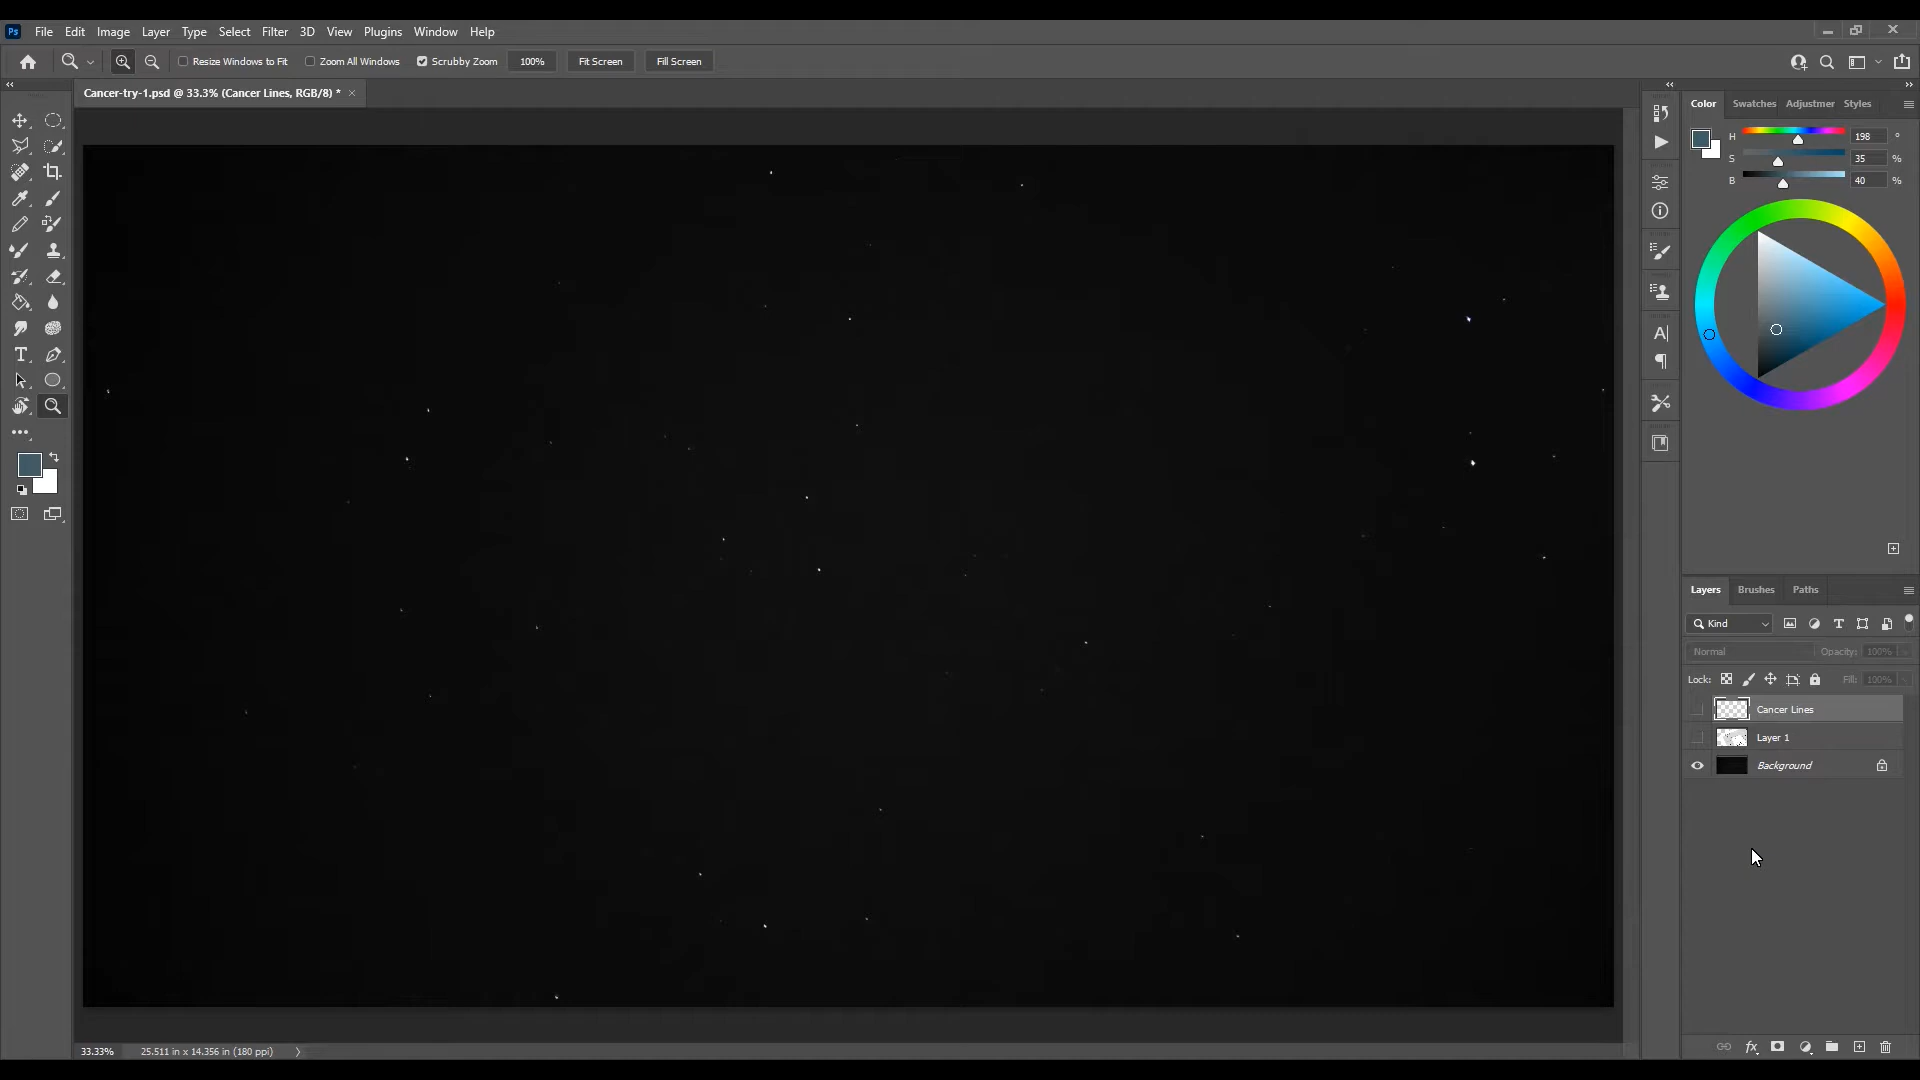 Ps File Edit Image Layer Type Select Filter 3D View Plugins Window Help
Resize Windows to Fit Zoom All Windows Scrubby Zoom 100% Fit Screen Fill Screen
Cancer-try-1.psd @ 33.3% (Cancer Lines, RGB/8) *
Color Swatches Adjustmer Styles
H 198 °
S 35 %
B 40 %
Layers Brushes Paths
Kind
Normal Opacity: 100%
Lock: Fill: 100%
Cancer Lines
Layer 1
Background
33.33% 25.511 in x 14.356 in (180 ppi)